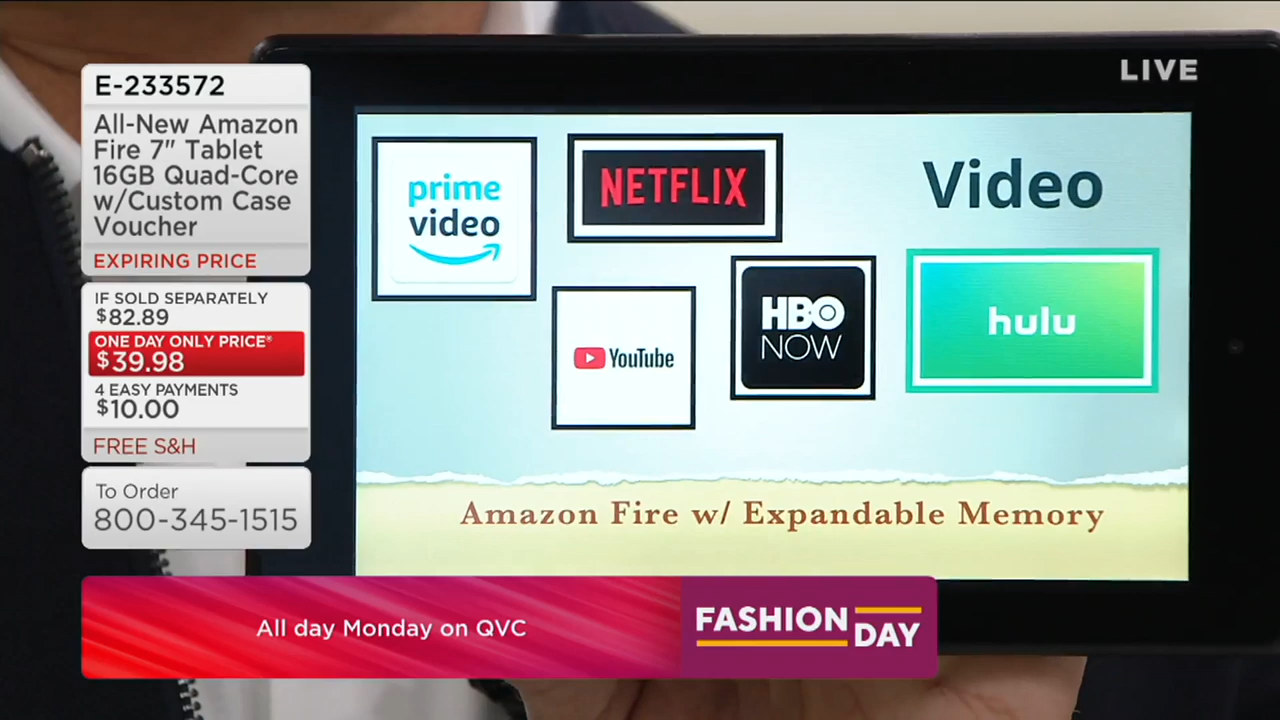 LIVE
E-233572
All-New Amazon
Fire 7" Tablet
16GB Quad-Core
w/Custom Case
Voucher
EXPIRING PRICE
IF SOLD SEPARATELY
$82.89
ONE DAY ONLY PRICE®
$39.98
4 EASY PAYMENTS
$10.00
FREE S&H
To Order
800-345-1515
prime
video
NETFLIX
Video
YouTube
HBO
NOW
hulu
Amazon Fire w/ Expandable Memory
All day Monday on QVC
FASHION
DAY